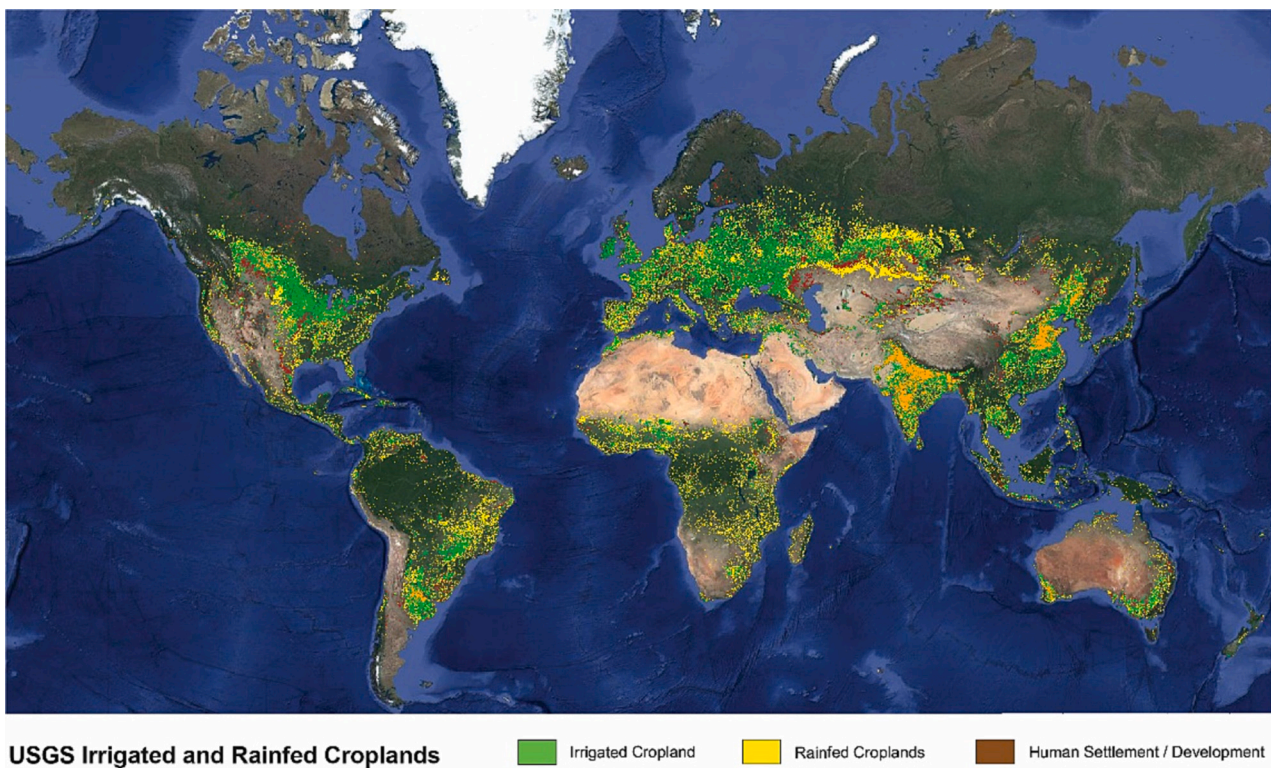 USGS Irrigated and Rainfed Croplands
Irrigated Cropland
Rainfed Croplands
Human Settlement / Development